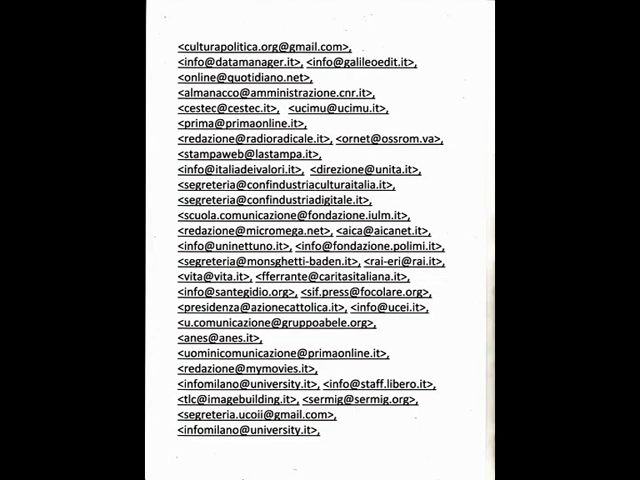 <culturapolitica.org@gmail.com>,
<info@datamanager.it>, <info@galileoedit.it>,
<online@quotidiano.net>,
<almanacco@amministrazione.cnr.it>,
<cestec@cestec.it>, <ucimu@ucimu.it>,
<prima@primaonline.it>,
<redazione@radioradicale.it>, <ornet@ossrom.va>,
<stampaweb@lastampa.it>,
<info@italiadeivalori.it>, <direzione@unita.it>,
<segreteria@confindustriaculturaitalia.it>,
<segreteria@confindustriadigitale.it>,
<scuola.comunicazione@fondazione.iulm.it>,
<redazione@micromega.net>, <aica@aicanet.it>,
<info@uninettuno.it>, <info@fondazione.polimi.it>,
<segreteria@monsghetti-baden.it>, <rai-eri@rai.it>,
<vita@vita.it>, <fferrante@caritasitaliana.it>,
<info@santegidio.org>, <sif.press@focolare.org>,
<presidenza@azionecattolica.it>, <info@ucei.it>,
<u.comunicazione@gruppoabele.org>,
<anes@anes.it>,
<uominicomunicazione@primaonline.it>,
<redazione@mymovies.it>,
<infomilano@university.it>, <info@staff.libero.it>,
<tlc@imagebuilding.it>, <sermig@sermig.org>,
<segreteria.ucoii@gmail.com>,
<infomilano@university.it>,